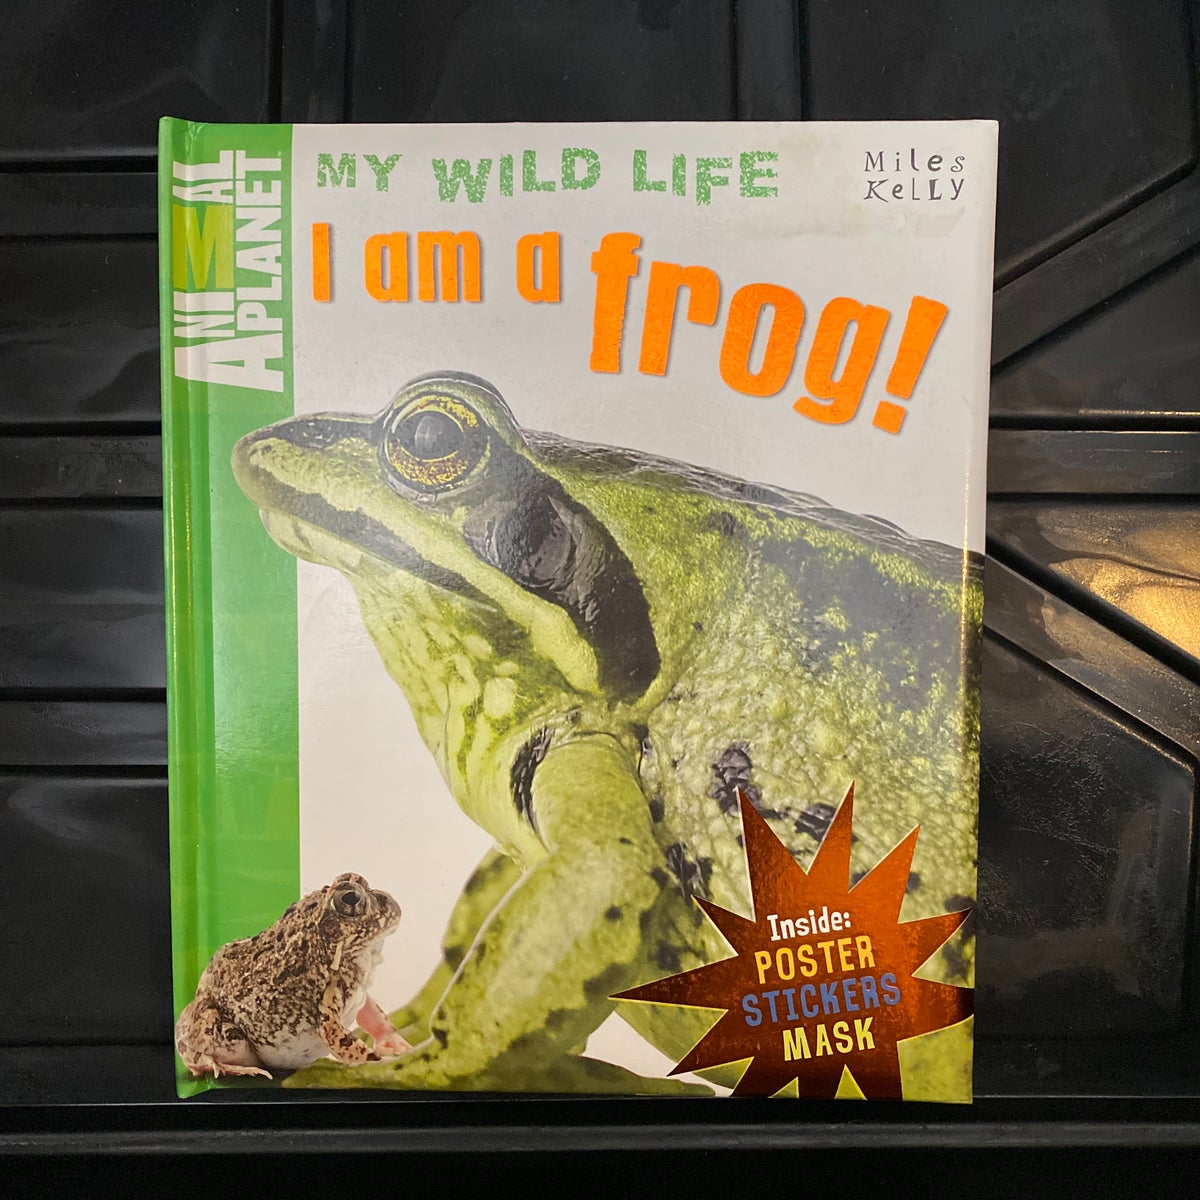 ANIMAL
PLANET
MY WILD LIFE
Miles
Kelly
I am a frog!
Inside:
POSTER
STICKERS
MASK